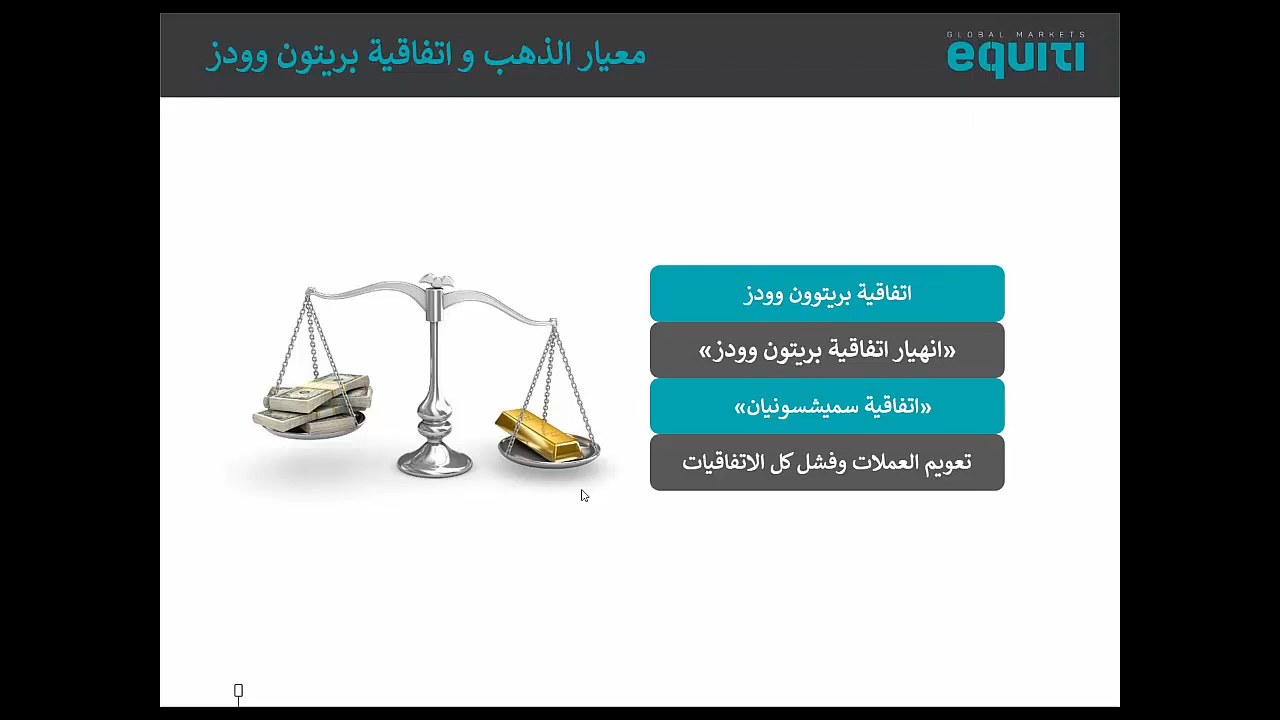 معيار الذهب و اتفاقية بريتون وودز
GLOBAL MARKETS
equiti
اتفاقية بريتوون وودز
«انهيار اتفاقية بريتون وودز»
«اتفاقية سميشسونيان»
تعويم العملات وفشل كل الاتفاقيات